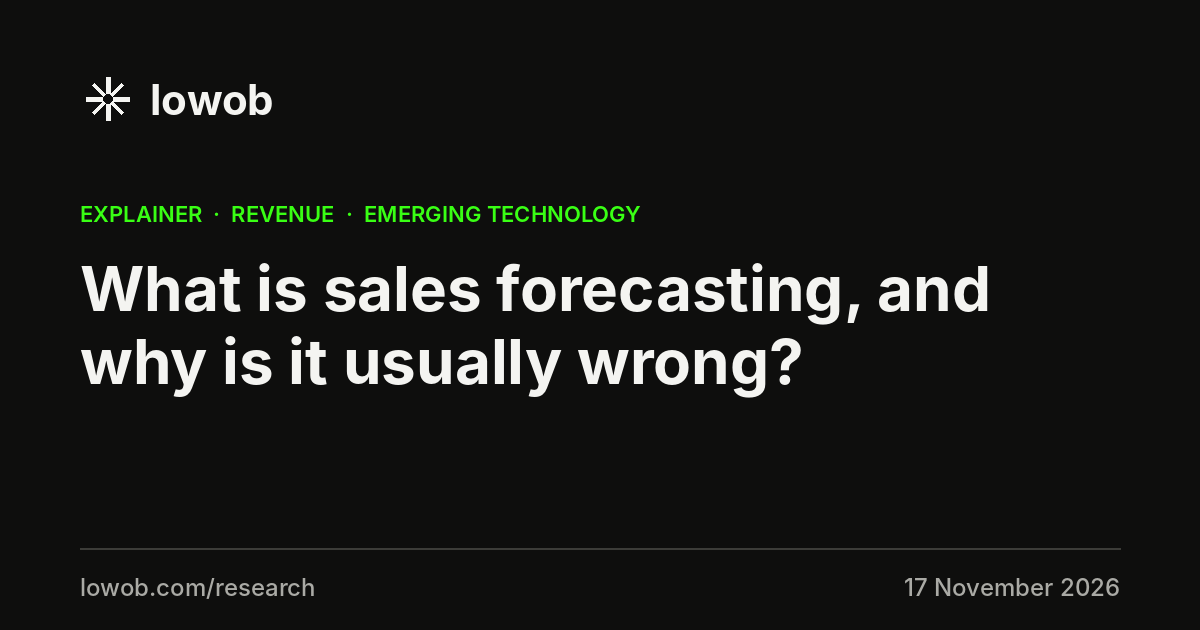 lowob
EXPLAINER · REVENUE · EMERGING TECHNOLOGY
What is sales forecasting, and
why is it usually wrong?
lowob.com/research
17 November 2026